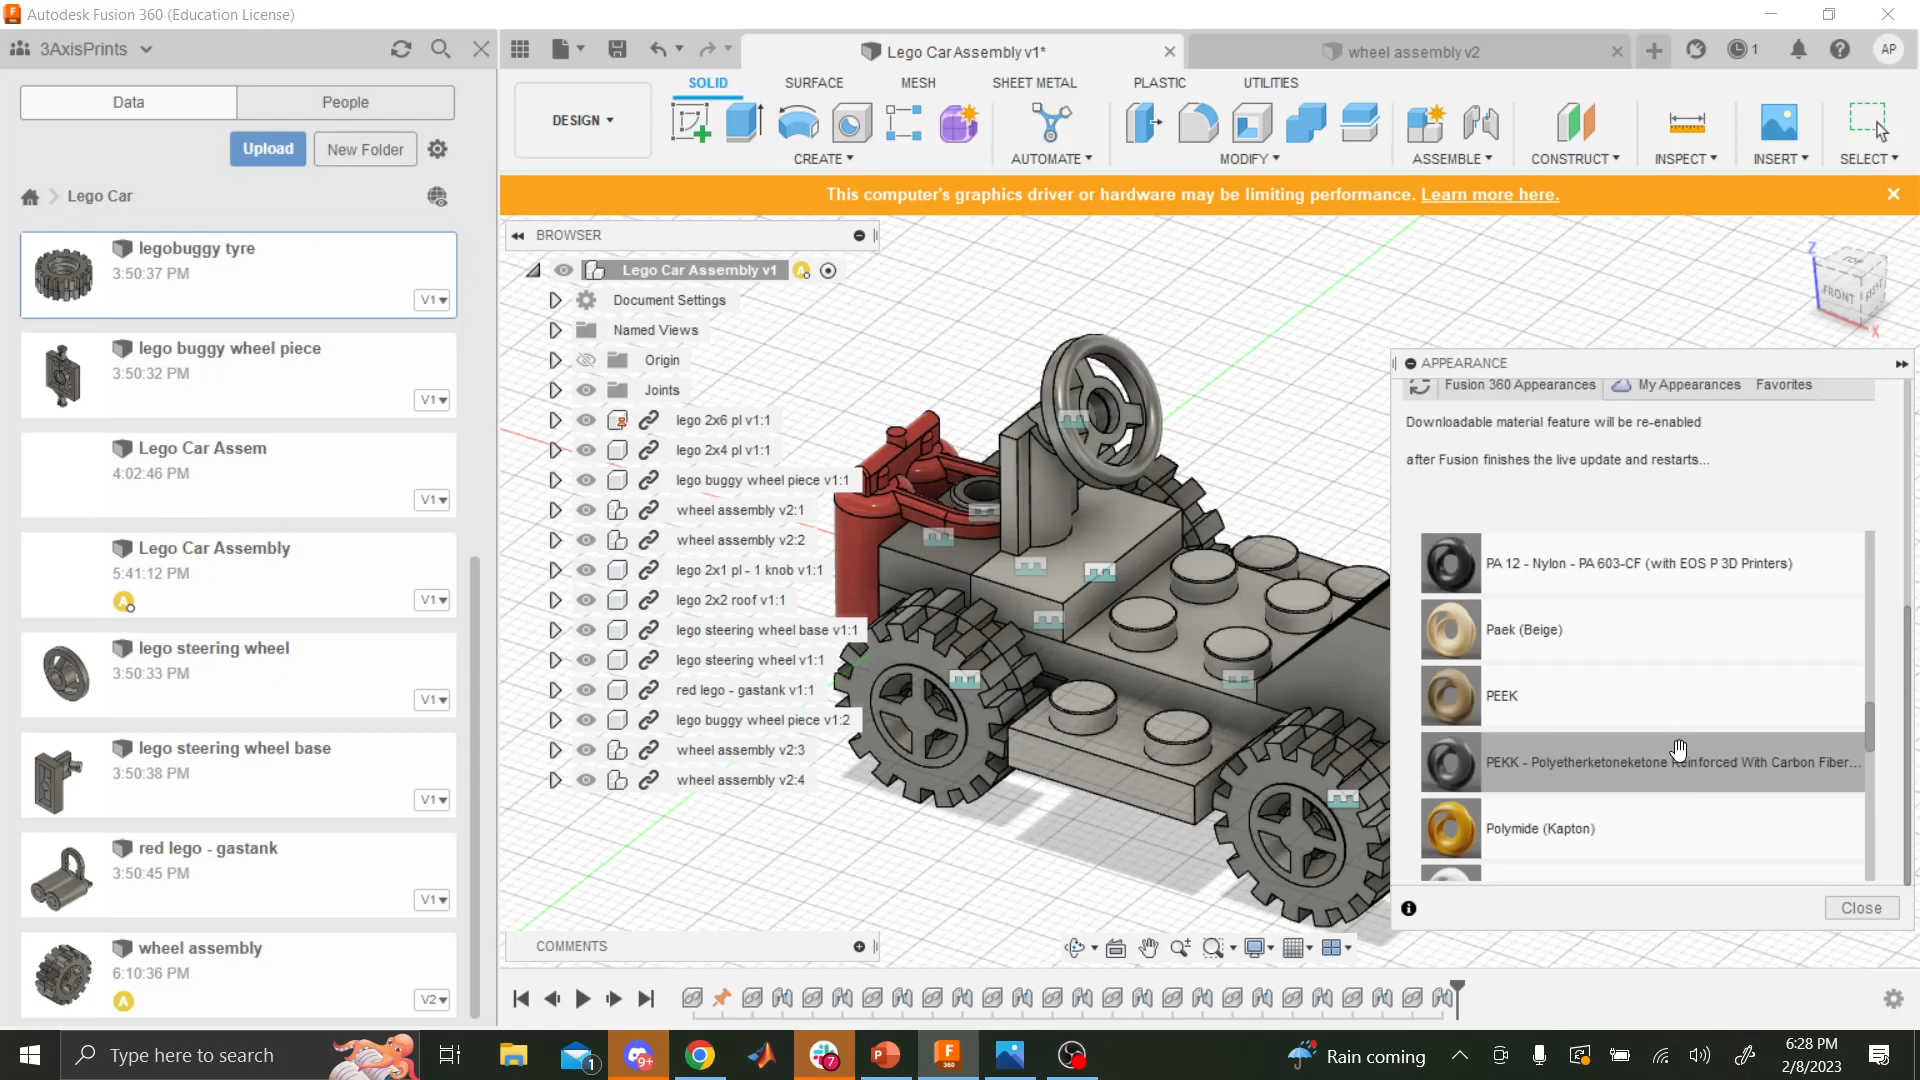 Autodesk Fusion 360 (Education License)
3AxisPrints
Lego Car Assembly v1*
wheel assembly v2
1
AP
Data
People
Upload
New Folder
Lego Car
DESIGN
SOLID
SURFACE
MESH
SHEET METAL
PLASTIC
UTILITIES
CREATE
AUTOMATE
MODIFY
ASSEMBLE
CONSTRUCT
INSPECT
INSERT
SELECT
This computer's graphics driver or hardware may be limiting performance. Learn more here.
legobuggy tyre
3:50:37 PM
V1
lego buggy wheel piece
3:50:32 PM
V1
Lego Car Assem
4:02:46 PM
V1
Lego Car Assembly
5:41:12 PM
A
V1
lego steering wheel
3:50:33 PM
V1
lego steering wheel base
3:50:38 PM
V1
red lego - gastank
3:50:45 PM
V1
wheel assembly
6:10:36 PM
A
V2
BROWSER
Lego Car Assembly v1
Document Settings
Named Views
Origin
Joints
lego 2x6 pl v1:1
lego 2x4 pl v1:1
lego buggy wheel piece v1:1
wheel assembly v2:1
wheel assembly v2:2
lego 2x1 pl - 1 knob v1:1
lego 2x2 roof v1:1
lego steering wheel base v1:1
lego steering wheel v1:1
red lego - gastank v1:1
lego buggy wheel piece v1:2
wheel assembly v2:3
wheel assembly v2:4
COMMENTS
Z
TOP
FRONT
RIGHT
X
APPEARANCE
Fusion 360 Appearances
My Appearances
Favorites
Downloadable material feature will be re-enabled
after Fusion finishes the live update and restarts...
PA 12 - Nylon - PA 603-CF (with EOS P 3D Printers)
Paek (Beige)
PEEK
PEKK - Polyetherketoneketone Reinforced With Carbon Fiber...
Polymide (Kapton)
Close
Type here to search
1
9+
7
F
360
Rain coming
6:28 PM
2/8/2023